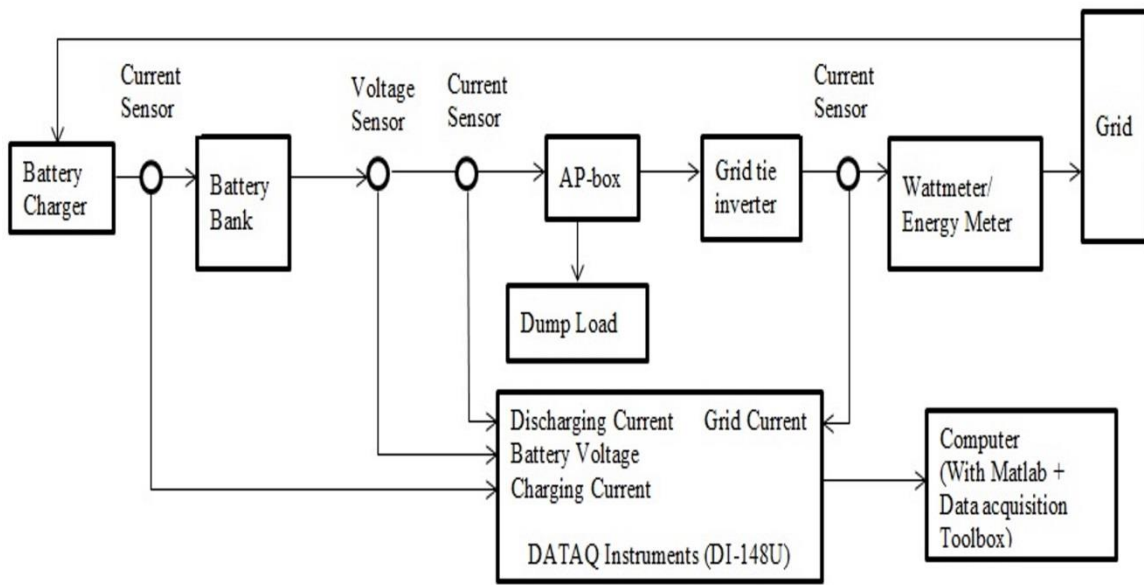 Current
Sensor
Voltage
Sensor
Current
Sensor
Current
Sensor
Grid
Battery
Charger
Battery
Bank
AP-box
Grid tie
inverter
Wattmeter/
Energy Meter
Dump Load
Discharging Current
Grid Current
Battery Voltage
Charging Current
DATAQ Instruments (DI-148U)
Computer
(With Matlab +
Data acquisition
Toolbox)